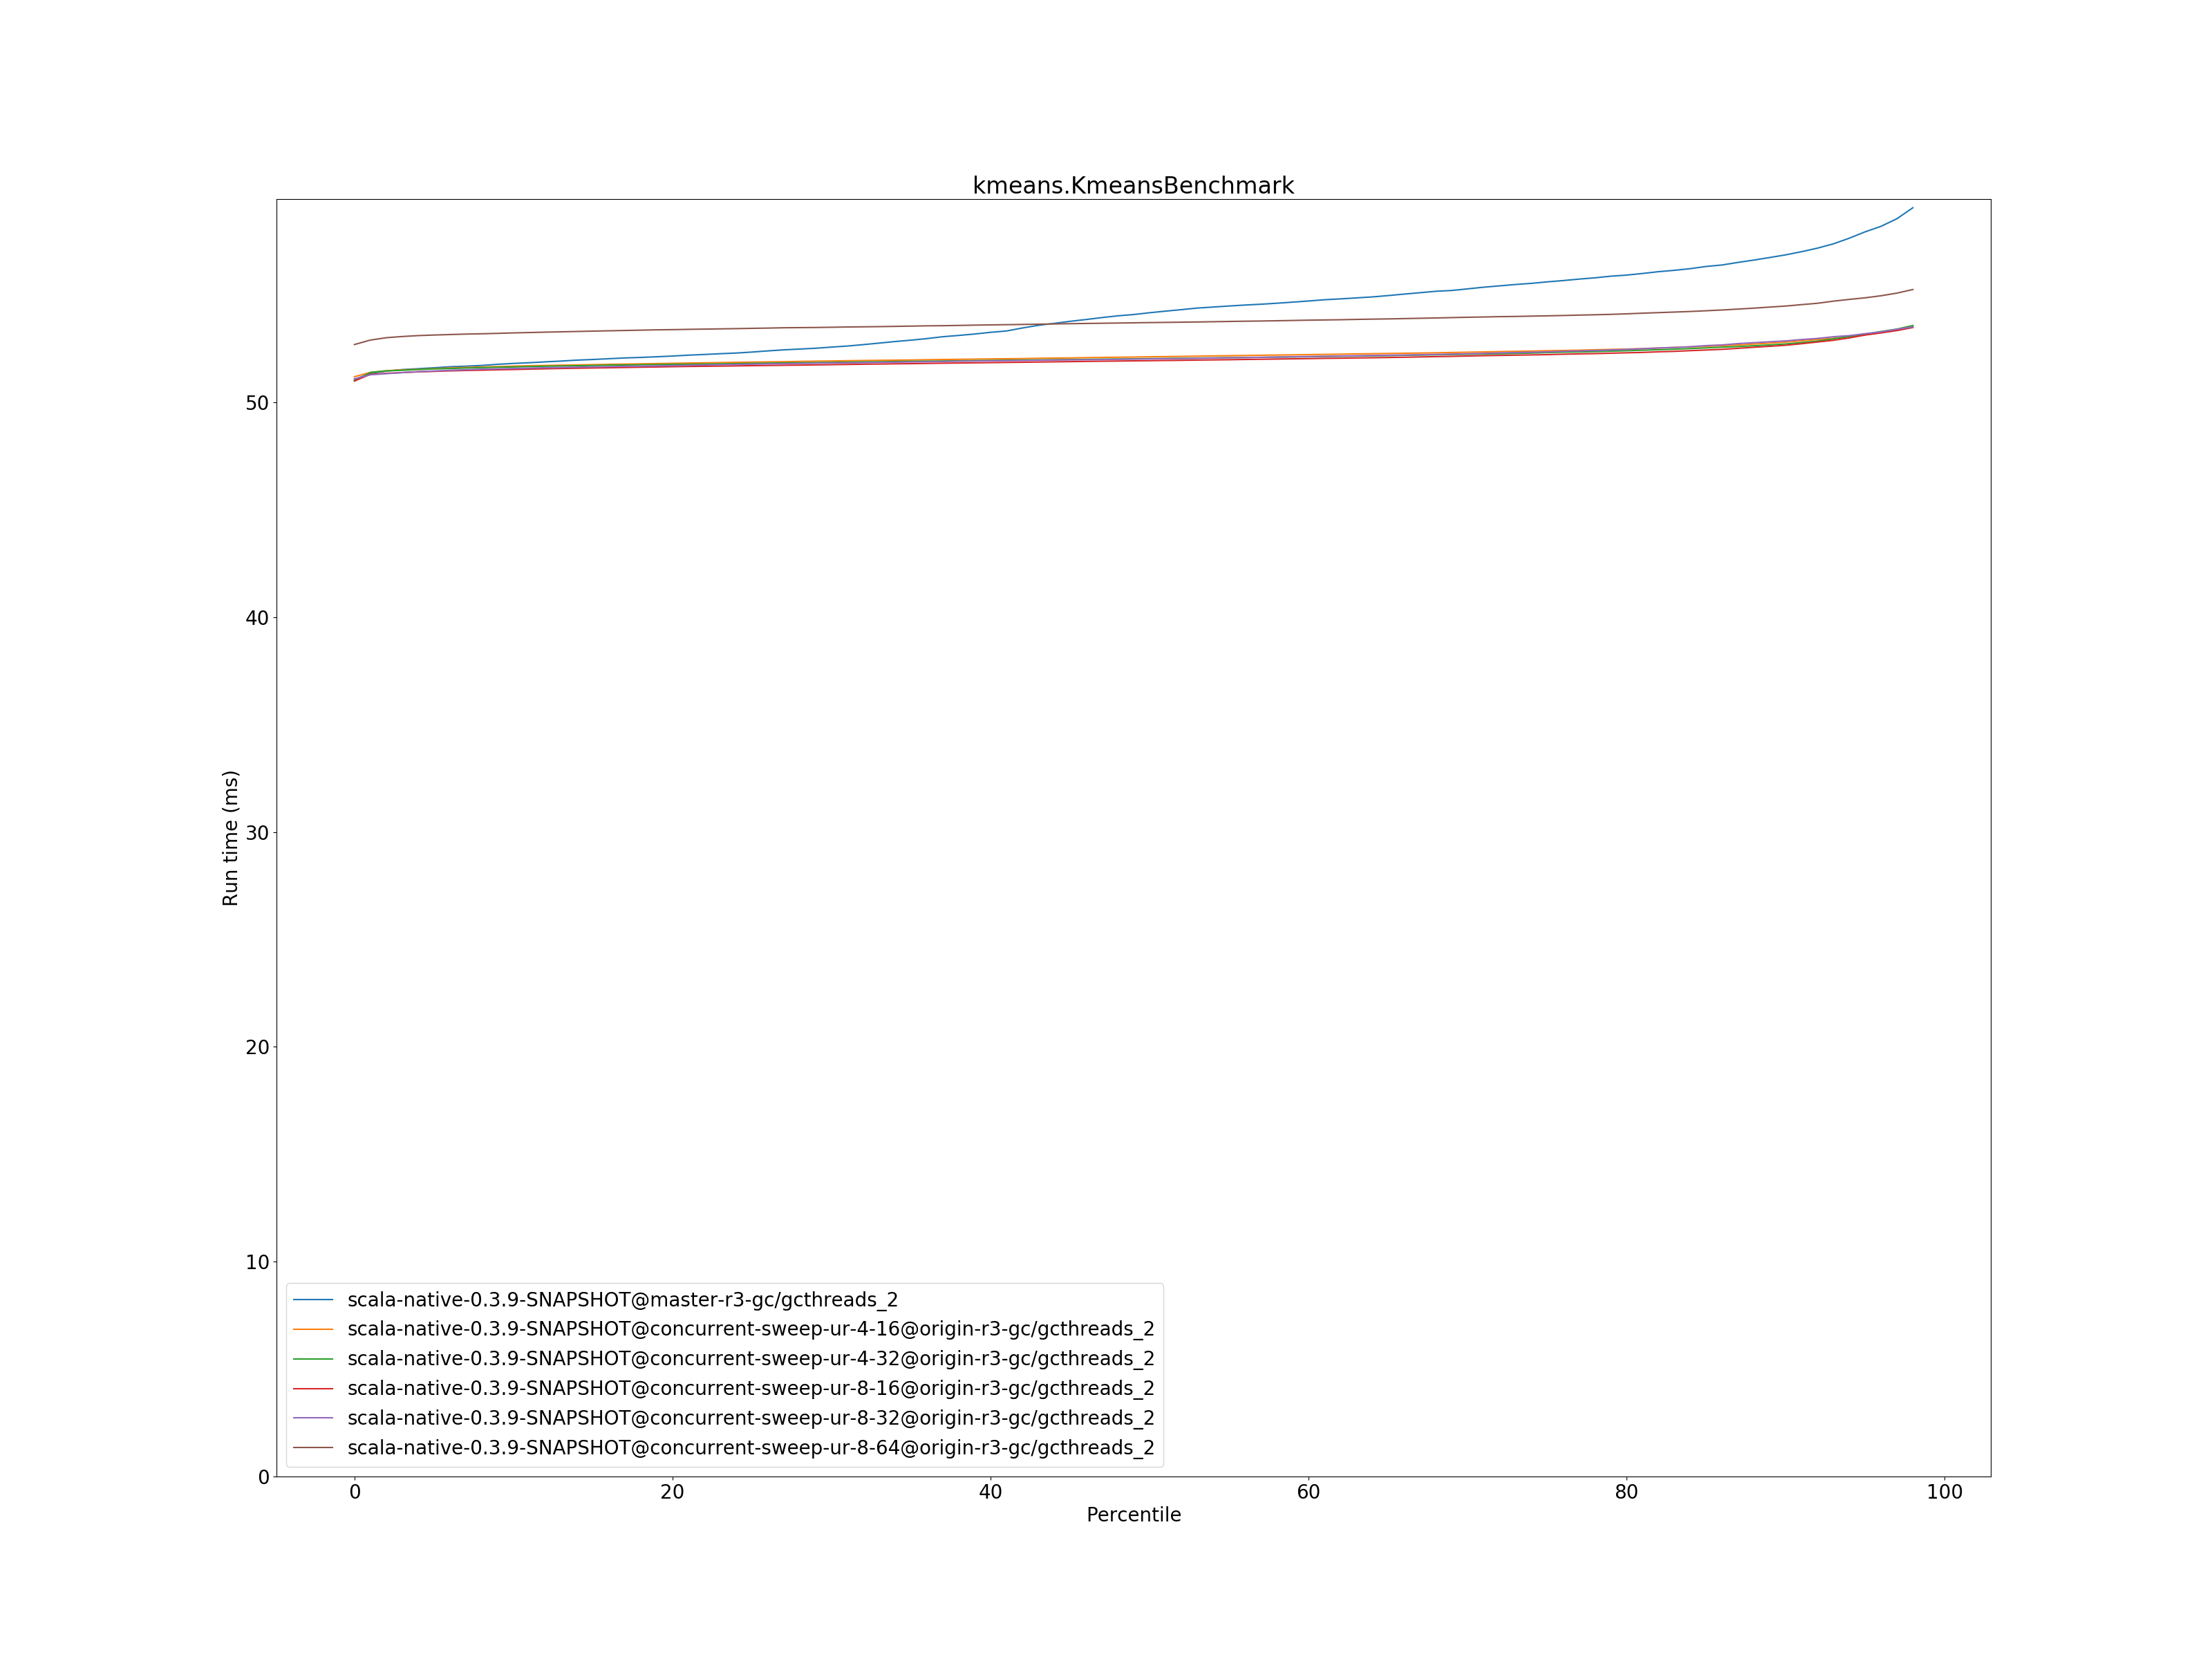 kmeans.KmeansBenchmark
50
40
30
20
10
0
Run time (ms)
scala-native-0.3.9-SNAPSHOT@master-r3-gc/gcthreads_2
scala-native-0.3.9-SNAPSHOT@concurrent-sweep-ur-4-16@origin-r3-gc/gcthreads_2
scala-native-0.3.9-SNAPSHOT@concurrent-sweep-ur-4-32@origin-r3-gc/gcthreads_2
scala-native-0.3.9-SNAPSHOT@concurrent-sweep-ur-8-16@origin-r3-gc/gcthreads_2
scala-native-0.3.9-SNAPSHOT@concurrent-sweep-ur-8-32@origin-r3-gc/gcthreads_2
scala-native-0.3.9-SNAPSHOT@concurrent-sweep-ur-8-64@origin-r3-gc/gcthreads_2
0 20 40 60 80 100
Percentile